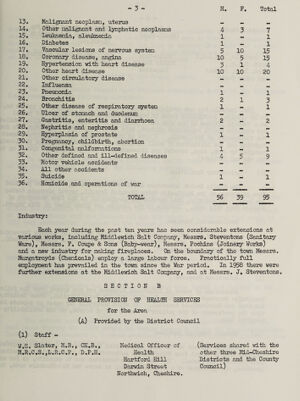 - 3 -
M. F. Total
13. Malignant neoplasm, uterus - - -
14. Other malignant and lymphatic neoplasms 4 3 7
15. Leukaemia, aleukaemia 1 - 1
16. Diabetes 1 - 1
17. Vascular lesions of nervous system 5 10 15
18. Coronary disease, angina 10 5 15
19. Hypertension with heart disease 3 1 4
20. Other heart disease 10 10 20
21. Other circulatory disease - - -
22. Influenza - - -
23. Pneumonia 1 - 1
24. Bronchitis 2 1 3
25. Other disease of respiratory system 1 - 1
26. Ulcer of stomach and duodenum - - -
27. Gastritis, enteritis and diarrhoea 2 - 2
28. Nephritis and nephrosis - - -
29. Hyperplasia of prostate 1 - 1
30. Pregnancy, childbirth, abortion - - -
31. Congenital malformations 1 - 1
32. Other defined and ill-defined diseases 4 5 9
33. Motor vehicle accidents - - -
34. All other accidents - - -
35. Suicide 1 - 1
36. Homicide and operations of war - - -
TOTAL 56 39 95
Industry:
Each year during the past ten years has seen considerable extensions at
various works, including Middlewich Salt Company, Messrs. Stevensons (Sanitary
Ware), Messrs. F. Coupe & Sons (Baby-wear), Messrs. Pochins (Joinery Works)
and a new industry for making fireplaces. On the boundary of the town Messrs.
Murgatroyds (Chemicals) employ a large labour force. Practically full
employment has prevailed in the town since the War period. In 1958 there were
further extensions at the Middlewich Salt Company, and at Messrs. J. Stevensons.
SECTION B
GENERAL PROVISION OF HEALTH SERVICES
for the Area
(A) Provided by the District Council
(1) Staff -
Slater, M.B., Ch.B., Medical Officer of (Services shared with the
M.R.C.S., L.R.C.P., D.P.H. Health other three Mid-Cheshire
Hartford Hill Districts and the County
Darwin Street Council)
Northwich, Cheshire.